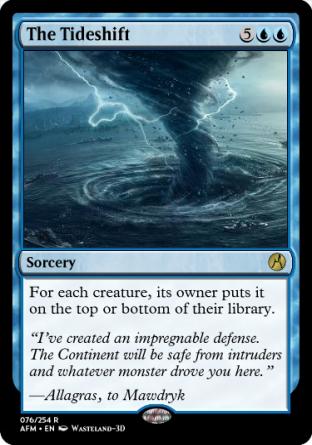 The Tideshift 5
Sorcery
For each creature, its owner puts it
on the top or bottom of their library.
“I’ve created an impregnable defense.
The Continent will be safe from intruders
and whatever monster drove you here.”
—Allagras, to Mawdryk
076/254 R
AFM • EN Wasteland-3D